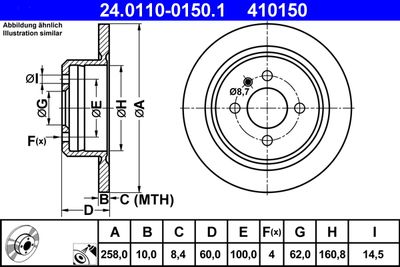 24.0110-0150.1 410150
Abbildung ähnlich
Illustration similar
ØI
ØG
ØE
ØH
ØA
F(x)
B
C (MTH)
D
Ø8,7
A B C D E F(x) G H I
258,0 10,0 8,4 60,0 100,0 4 62,0 160,8 14,5